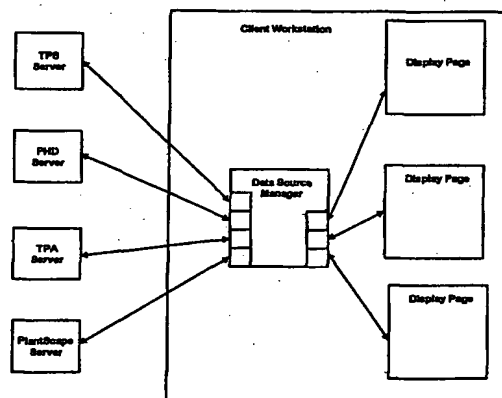 Client Workstation
TPS
Server
Display Page
PHD
Server
Data Source
Manager
Display Page
TPA
Server
Display Page
PlantScape
Server